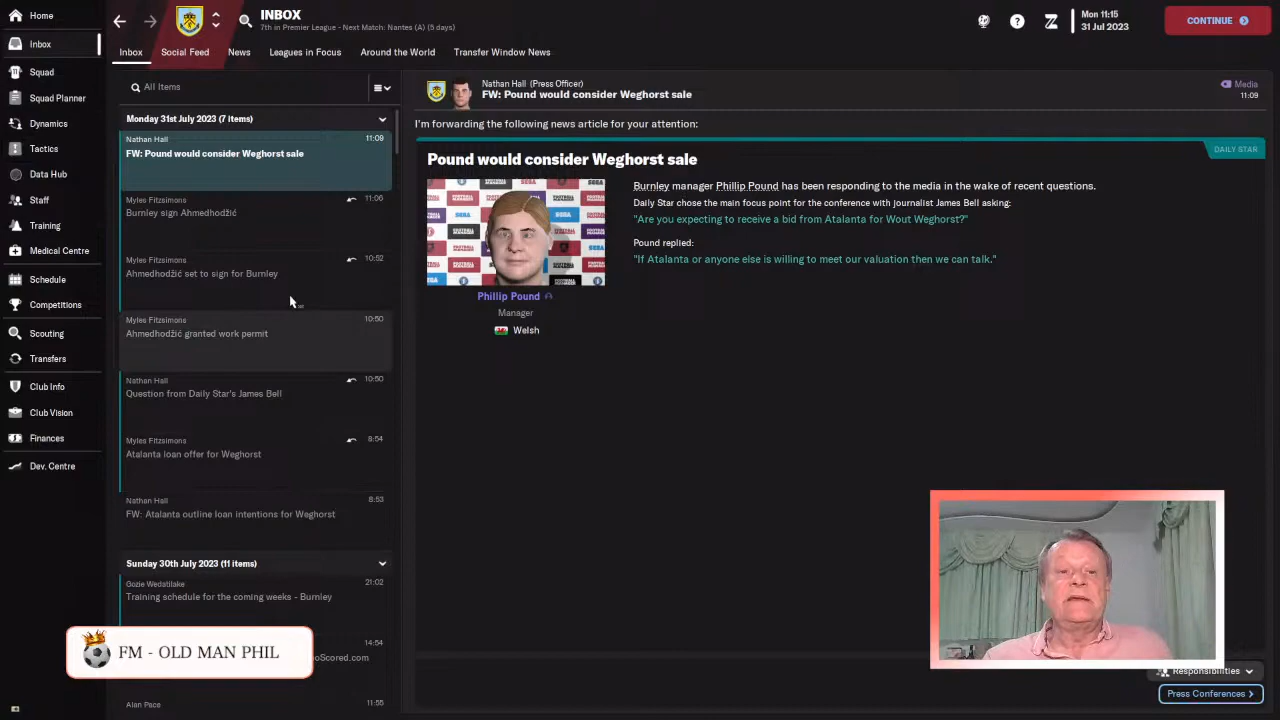 Home
Inbox
Squad
Squad Planner
Dynamics
Tactics
Data Hub
Staff
Training
Medical Centre
Schedule
Competitions
Scouting
Transfers
Club Info
Club Vision
Finances
Dev. Centre
INBOX
7th in Premier League - Next Match: Nantes (A) (5 days)
Mon 11:15
31 Jul 2023
CONTINUE
Inbox Social Feed News Leagues in Focus Around the World Transfer Window News
All Items
Monday 31st July 2023 (7 items)
Nathan Hall 11:09
FW: Pound would consider Weghorst sale
Myles Fitzsimons 11:06
Burnley sign Ahmedhodžić
Myles Fitzsimons 10:52
Ahmedhodžić set to sign for Burnley
Myles Fitzsimons 10:50
Ahmedhodžić granted work permit
Nathan Hall 10:50
Question from Daily Star's James Bell
Myles Fitzsimons 8:54
Atalanta loan offer for Weghorst
Nathan Hall 8:53
FW: Atalanta outline loan intentions for Weghorst
Sunday 30th July 2023 (11 items)
Gozie Wedatilake 21:02
Training schedule for the coming weeks - Burnley
14:54
oScored.com
Alan Pace 11:55
Nathan Hall (Press Officer)
FW: Pound would consider Weghorst sale
Media
11:09
I'm forwarding the following news article for your attention:
DAILY STAR
Pound would consider Weghorst sale
Burnley manager Phillip Pound has been responding to the media in the wake of recent questions.
Daily Star chose the main focus point for the conference with journalist James Bell asking:
"Are you expecting to receive a bid from Atalanta for Wout Weghorst?"
Pound replied:
"If Atalanta or anyone else is willing to meet our valuation then we can talk."
SEGA
Phillip Pound
Manager
Welsh
FM - OLD MAN PHIL
Responsibilities
Press Conferences